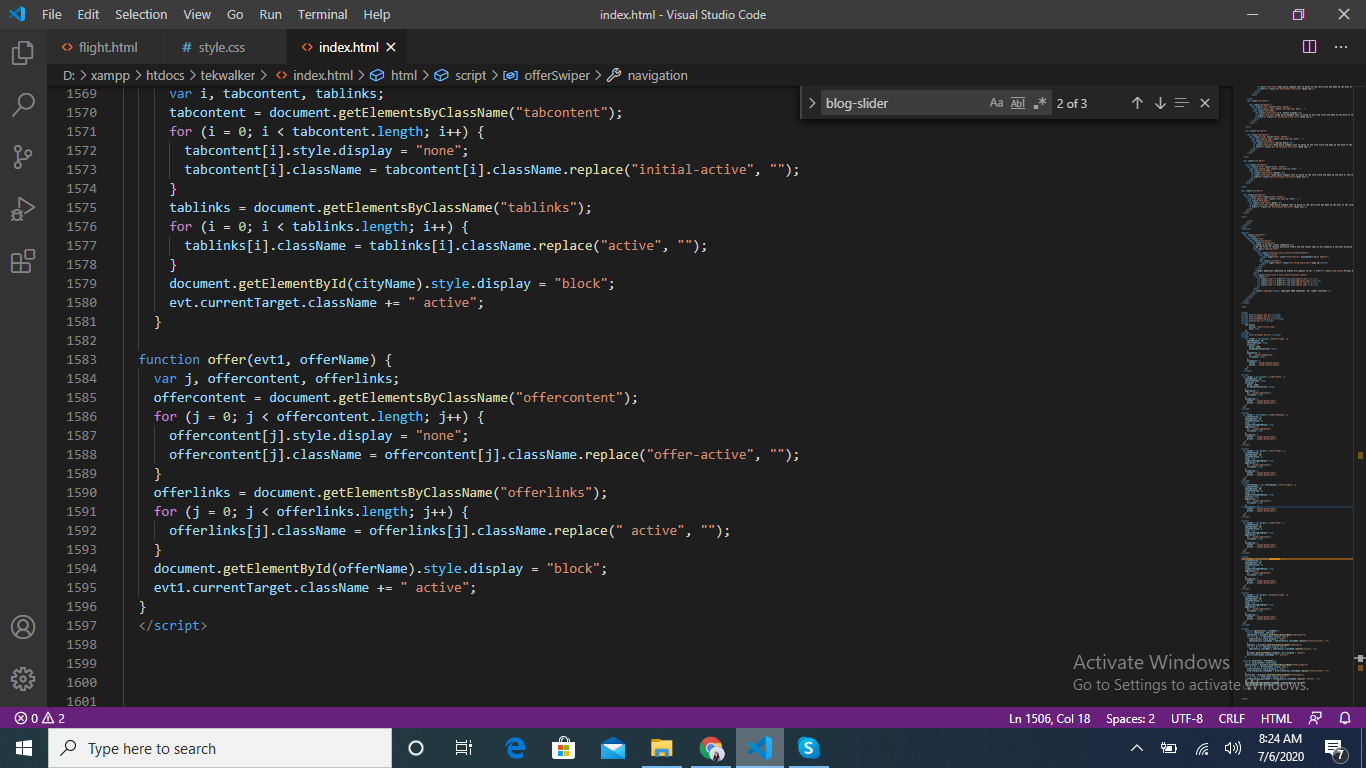 File Edit Selection View Go Run Terminal Help index.html - Visual Studio Code
flight.html # style.css index.html
D: > xampp > htdocs > tekwalker > index.html > html > script > offerSwiper > navigation
blog-slider Aa Abl .* 2 of 3
1569 var i, tabcontent, tablinks;
1570 tabcontent = document.getElementsByClassName("tabcontent");
1571 for (i = 0; i < tabcontent.length; i++) {
1572 tabcontent[i].style.display = "none";
1573 tabcontent[i].className = tabcontent[i].className.replace("initial-active", "");
1574 }
1575 tablinks = document.getElementsByClassName("tablinks");
1576 for (i = 0; i < tablinks.length; i++) {
1577 tablinks[i].className = tablinks[i].className.replace("active", "");
1578 }
1579 document.getElementById(cityName).style.display = "block";
1580 evt.currentTarget.className += " active";
1581 }
1582
1583 function offer(evt1, offerName) {
1584 var j, offercontent, offerlinks;
1585 offercontent = document.getElementsByClassName("offercontent");
1586 for (j = 0; j < offercontent.length; j++) {
1587 offercontent[j].style.display = "none";
1588 offercontent[j].className = offercontent[j].className.replace("offer-active", "");
1589 }
1590 offerlinks = document.getElementsByClassName("offerlinks");
1591 for (j = 0; j < offerlinks.length; j++) {
1592 offerlinks[j].className = offerlinks[j].className.replace(" active", "");
1593 }
1594 document.getElementById(offerName).style.display = "block";
1595 evt1.currentTarget.className += " active";
1596 }
1597 </script>
1598
1599
1600
1601
Activate Windows
Go to Settings to activate Windows.
0 2 Ln 1506, Col 18 Spaces: 2 UTF-8 CRLF HTML
Type here to search
8:24 AM
7/6/2020
7